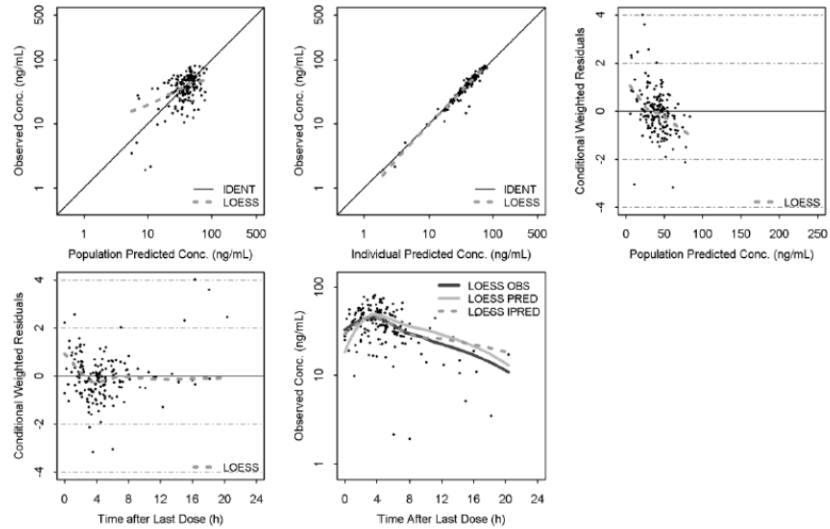 500
100
10
1
Observed Conc. (ng/mL)
IDENT
LOESS
1
10
100
500
Population Predicted Conc. (ng/mL)
500
100
10
1
Observed Conc. (ng/mL)
IDENT
LOESS
1
10
100
500
Individual Predicted Conc. (ng/mL)
4
2
0
-2
-4
Conditional Weighted Residuals
LOESS
0
50
100
150
200
250
Population Predicted Conc. (ng/mL)
4
2
0
-2
-4
Conditional Weighted Residuals
LOESS
0
4
8
12
16
20
24
Time After Last Dose (h)
100
10
1
Observed Conc. (ng/mL)
LOESS OBS
LOESS PRED
LOESS IPRED
0
4
8
12
16
20
24
Time After Last Dose (h)